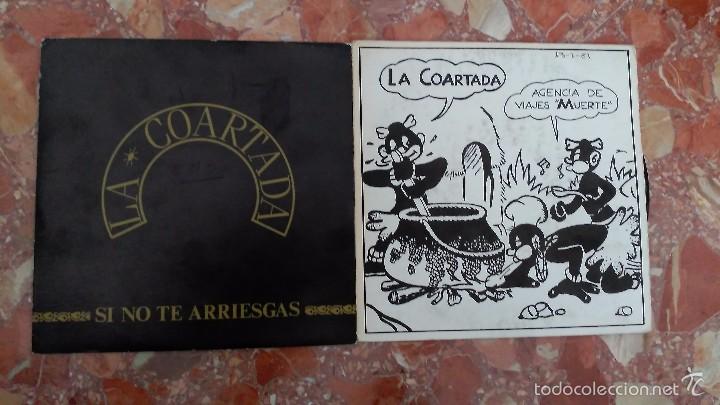 LA * COARTADA
SI NO TE ARRIESGAS
LA COARTADA
AGENCIA DE
VIAJES "MUERTE"
todocoleccion.net